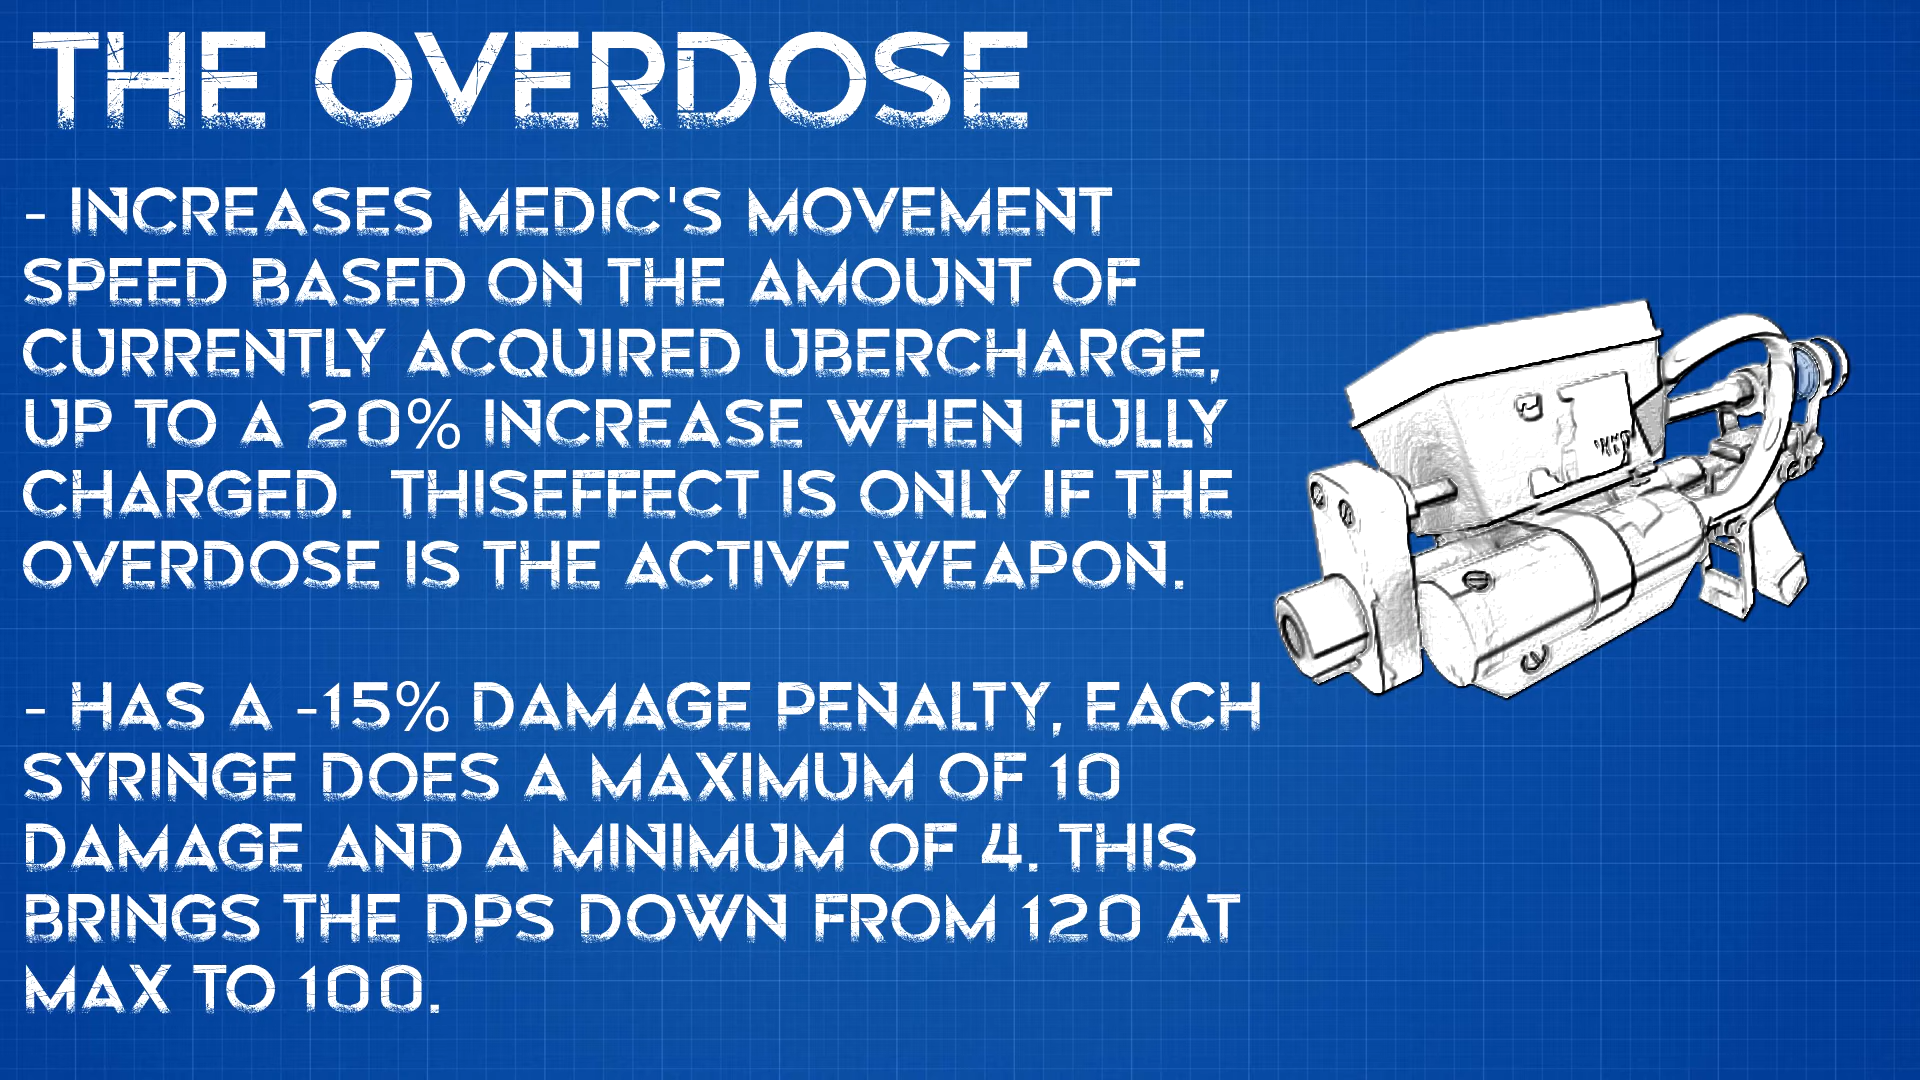 THE OVERDOSE
- INCREASES MEDIC'S MOVEMENT
SPEED BASED ON THE AMOUNT OF
CURRENTLY ACQUIRED UBERCHARGE,
UP TO A 20% INCREASE WHEN FULLY
CHARGED.  THISEFFECT IS ONLY IF THE
OVERDOSE IS THE ACTIVE WEAPON.
- HAS A -15% DAMAGE PENALTY, EACH
SYRINGE DOES A MAXIMUM OF 10
DAMAGE AND A MINIMUM OF 4. THIS
BRINGS THE DPS DOWN FROM 120 AT
MAX TO 100.